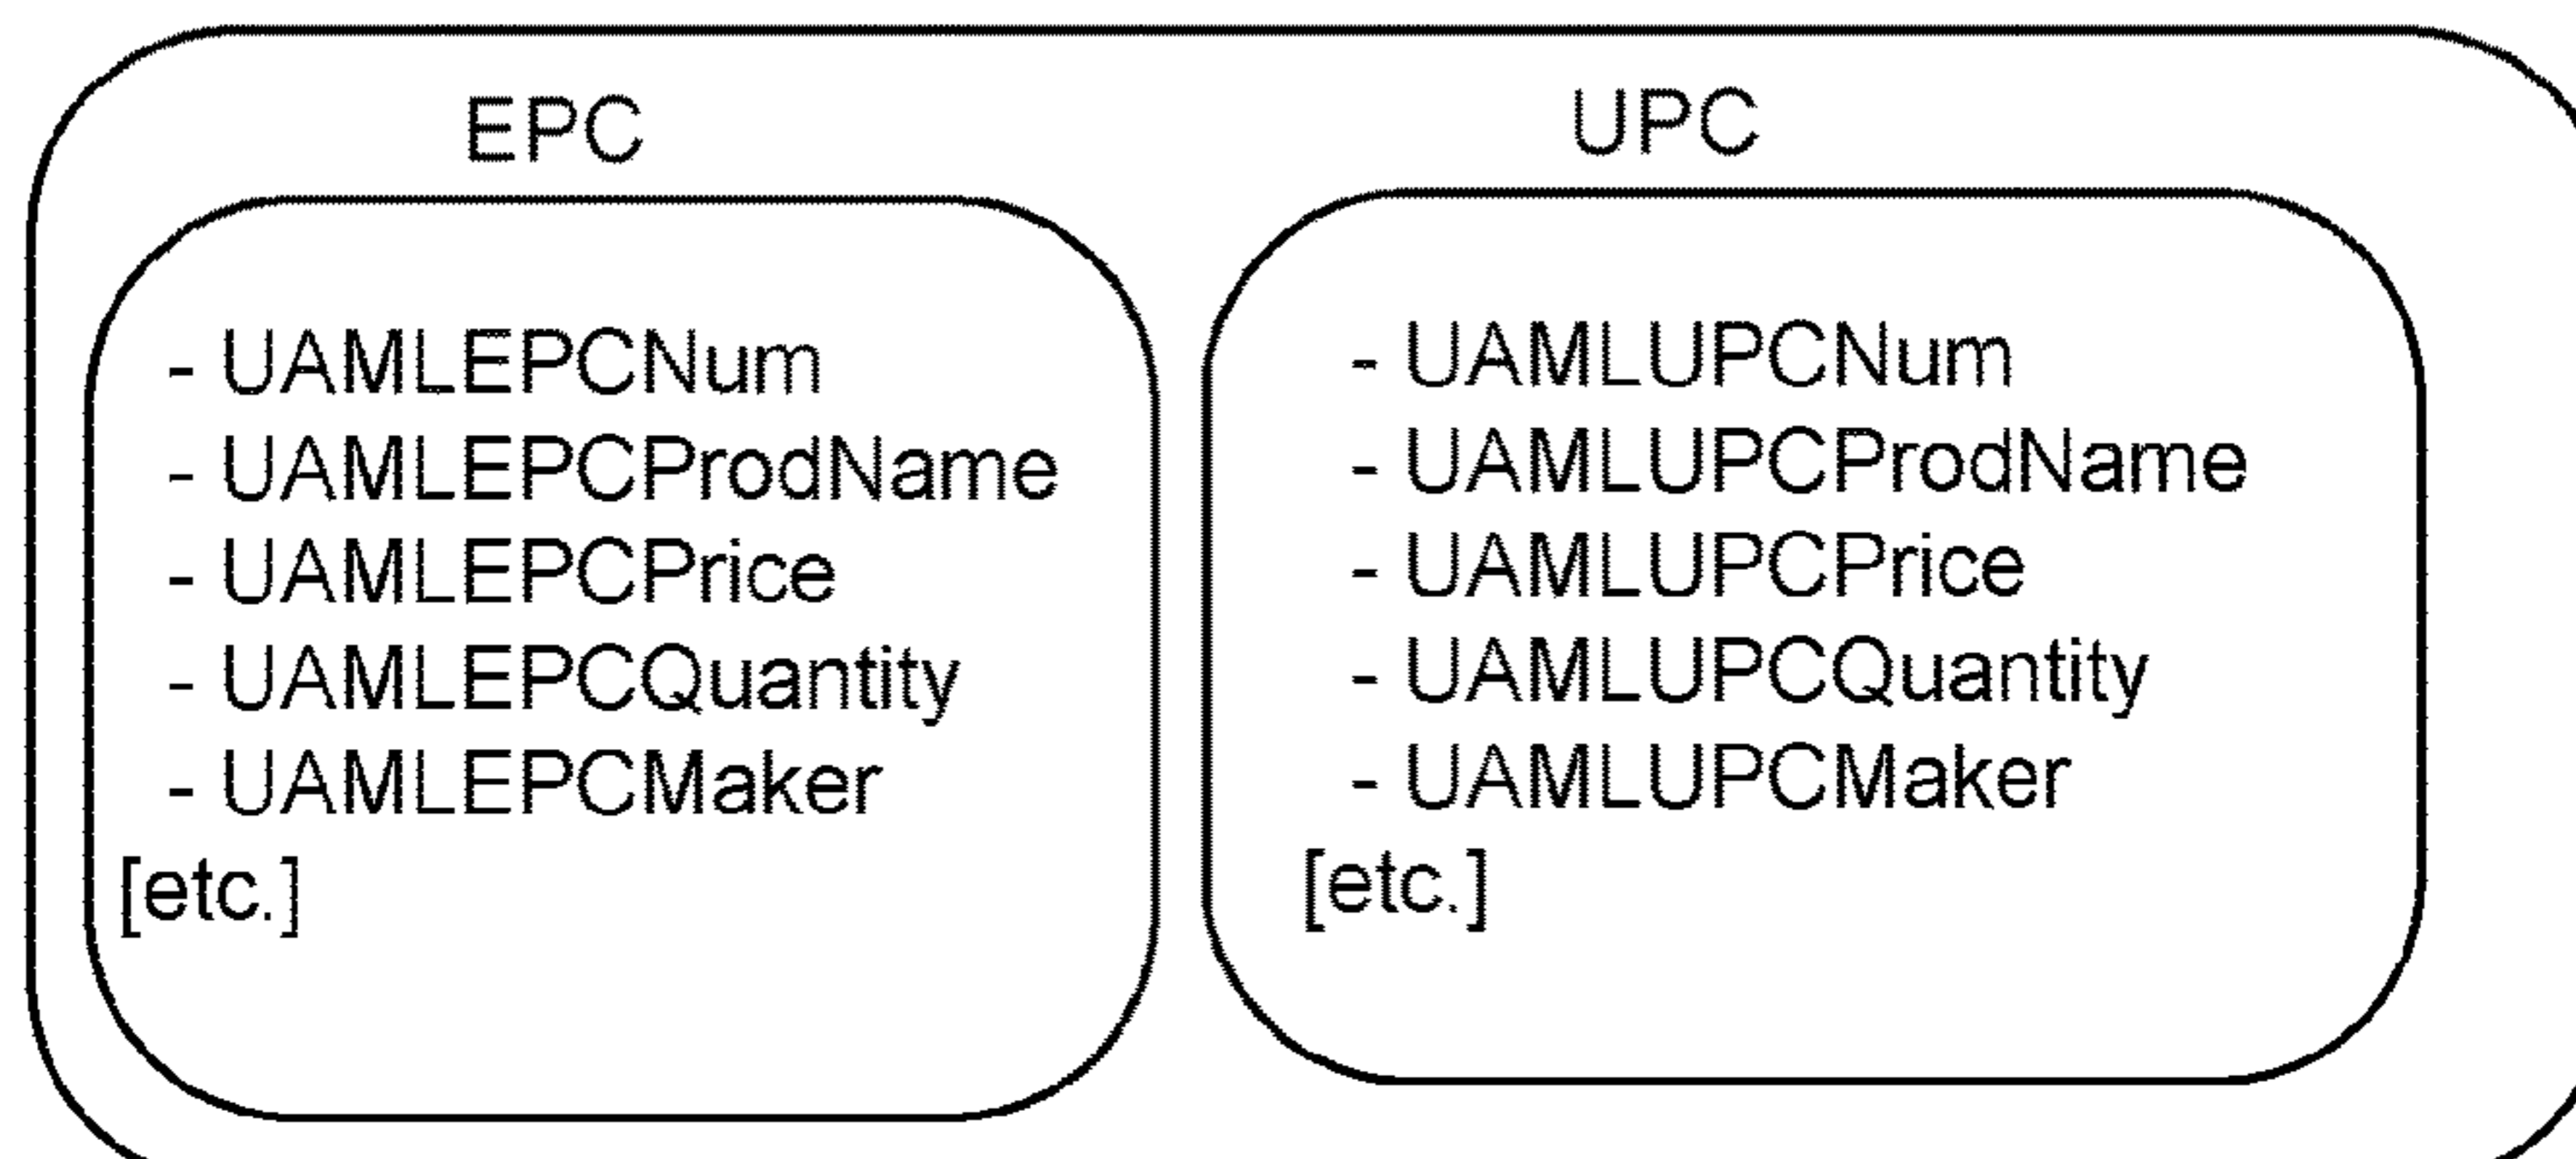 EPC
- UAMLEPCNum
- UAMLEPCProdName
- UAMLEPCPrice
- UAMLEPCQuantity
- UAMLEPCMaker
[etc.]
UPC
- UAMLUPCNum
- UAMLUPCProdName
- UAMLUPCPrice
- UAMLUPCQuantity
- UAMLUPCMaker
[etc.]